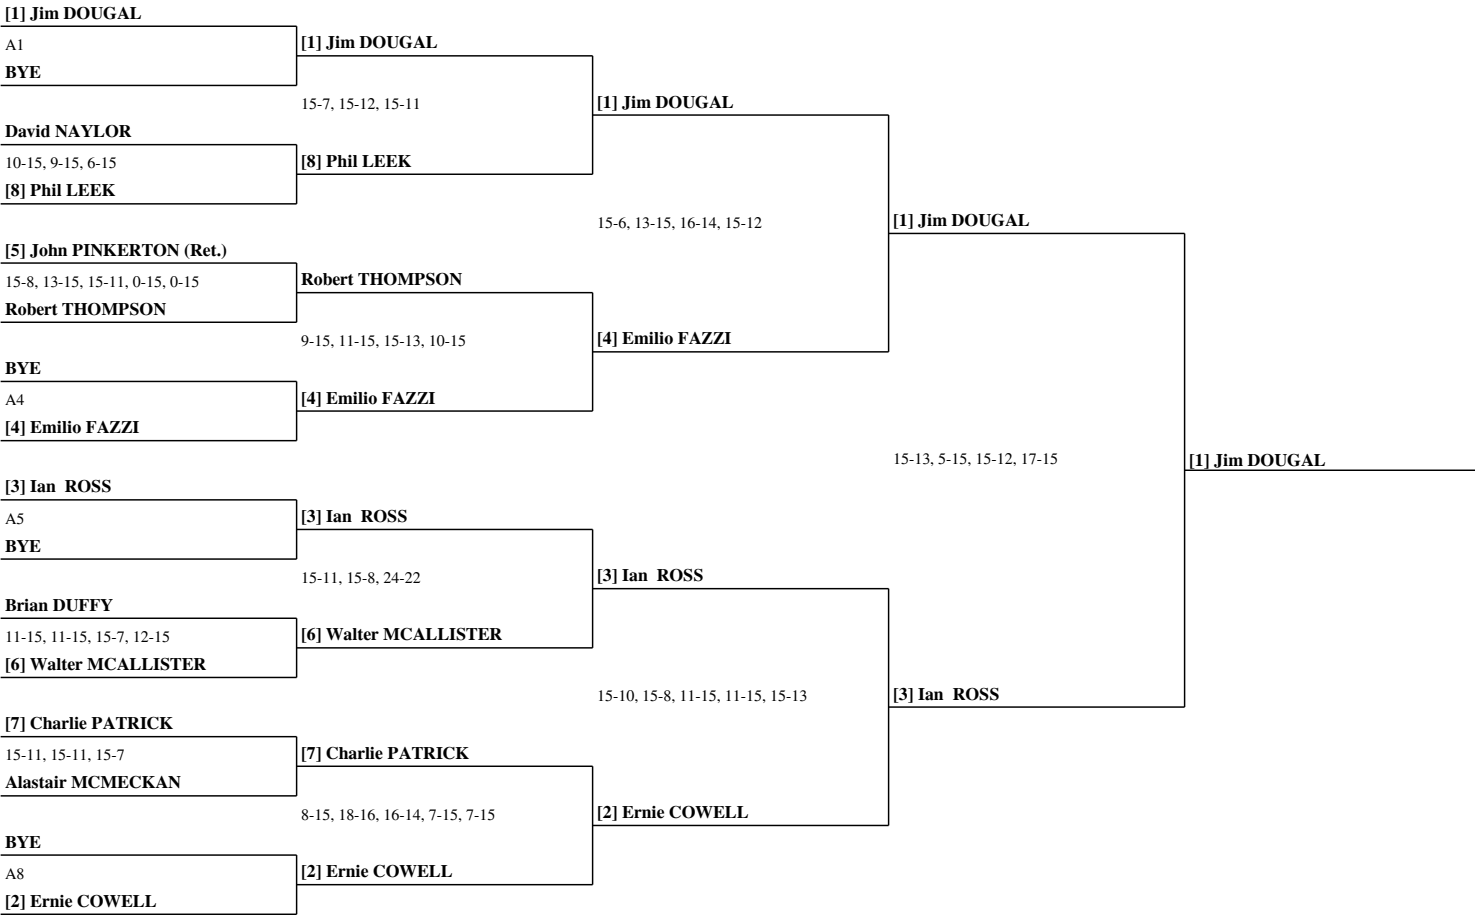 [1] Jim DOUGAL
A1
BYE
David NAYLOR
10-15, 9-15, 6-15
[8] Phil LEEK
[5] John PINKERTON (Ret.)
15-8, 13-15, 15-11, 0-15, 0-15
Robert THOMPSON
BYE
A4
[4] Emilio FAZZI
[3] Ian  ROSS
A5
BYE
Brian DUFFY
11-15, 11-15, 15-7, 12-15
[6] Walter MCALLISTER
[7] Charlie PATRICK
15-11, 15-11, 15-7
Alastair MCMECKAN
BYE
A8
[2] Ernie COWELL
[1] Jim DOUGAL
15-7, 15-12, 15-11
[8] Phil LEEK
Robert THOMPSON
9-15, 11-15, 15-13, 10-15
[4] Emilio FAZZI
[3] Ian  ROSS
15-11, 15-8, 24-22
[6] Walter MCALLISTER
[7] Charlie PATRICK
8-15, 18-16, 16-14, 7-15, 7-15
[2] Ernie COWELL
[1] Jim DOUGAL
15-6, 13-15, 16-14, 15-12
[4] Emilio FAZZI
[3] Ian  ROSS
15-10, 15-8, 11-15, 11-15, 15-13
[2] Ernie COWELL
[1] Jim DOUGAL
15-13, 5-15, 15-12, 17-15
[3] Ian  ROSS
[1] Jim DOUGAL